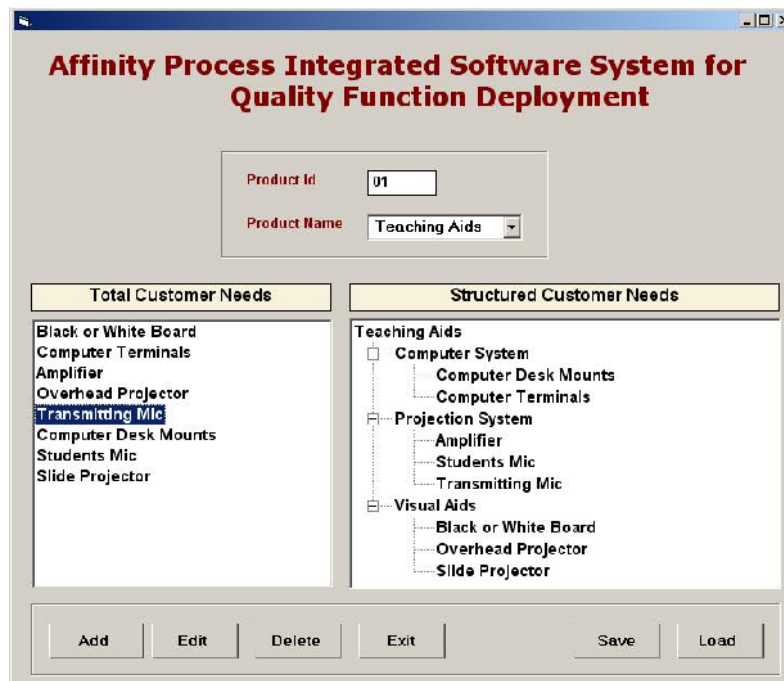 Affinity Process Integrated Software System for
Quality Function Deployment
Product Id
01
Product Name
Teaching Aids
Total Customer Needs
Black or White Board
Computer Terminals
Amplifier
Overhead Projector
Transmitting Mic
Computer Desk Mounts
Students Mic
Slide Projector
Structured Customer Needs
Teaching Aids
Computer System
Computer Desk Mounts
Computer Terminals
Projection System
Amplifier
Students Mic
Transmitting Mic
Visual Aids
Black or White Board
Overhead Projector
Slide Projector
Add
Edit
Delete
Exit
Save
Load